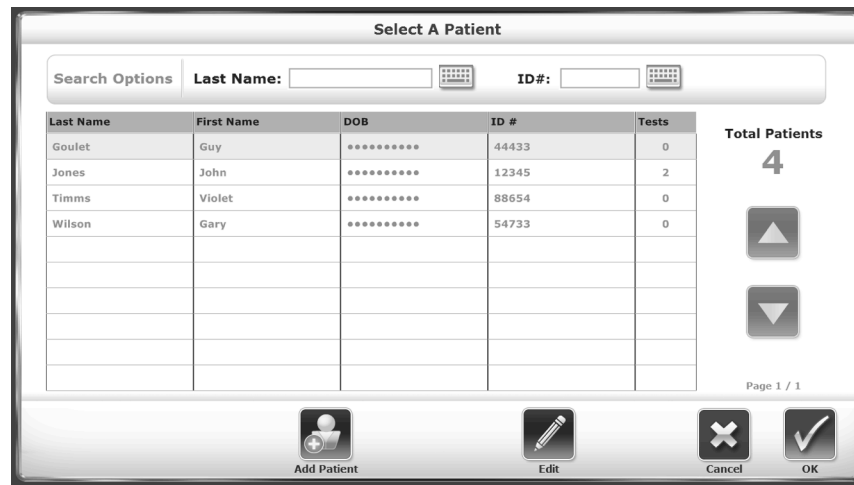 Select A Patient
Search Options Last Name: ID#:
Last Name First Name DOB ID # Tests
Goulet Guy •••••••••• 44433 0
Jones John •••••••••• 12345 2
Timms Violet •••••••••• 88654 0
Wilson Gary •••••••••• 54733 0
Total Patients
4
Page 1 / 1
Add Patient Edit Cancel OK